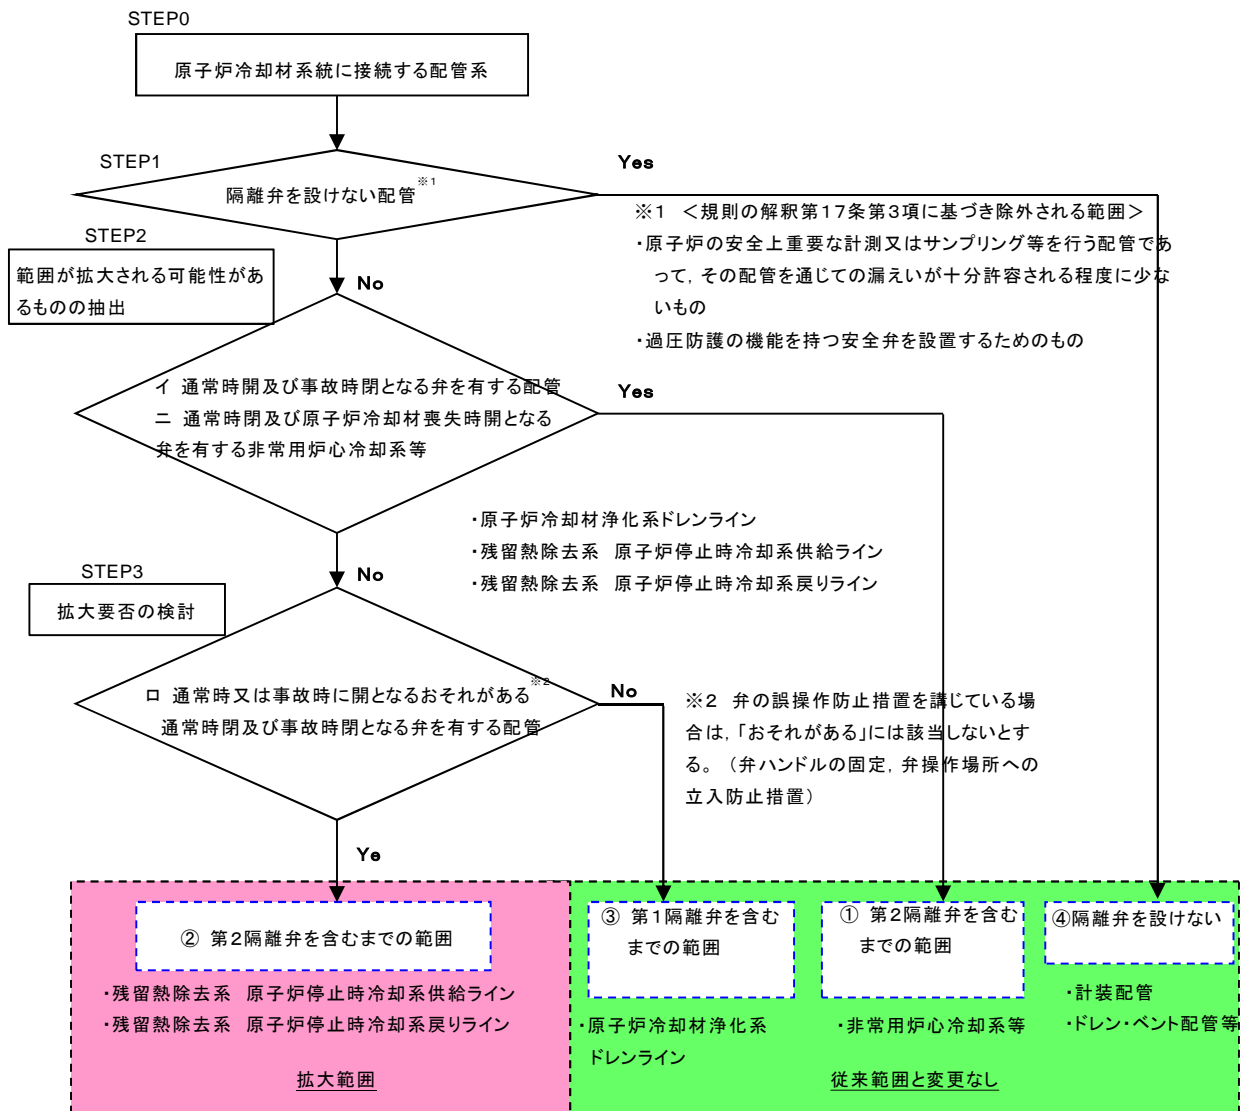 STEP0
原子炉冷却材系統に接続する配管系
STEP1
隔離弁を設けない配管※1
Yes
※1 <規則の解釈第17条第3項に基づき除外される範囲>
・原子炉の安全上重要な計測又はサンプリング等を行う配管であ
って，その配管を通じての漏えいが十分許容される程度に少な
いもの
・過圧防護の機能を持つ安全弁を設置するためのもの
STEP2
範囲が拡大される可能性があ
るものの抽出
No
イ 通常時開及び事故時閉となる弁を有する配管
ニ 通常時閉及び原子炉冷却材喪失時開となる
弁を有する非常用炉心冷却系等
Yes
・原子炉冷却材浄化系ドレンライン
・残留熱除去系 原子炉停止時冷却系供給ライン
・残留熱除去系 原子炉停止時冷却系戻りライン
No
STEP3
拡大要否の検討
ロ 通常時又は事故時に開となるおそれがある※2
通常時閉及び事故時閉となる弁を有する配管
No
※2 弁の誤操作防止措置を講じている場
合は，「おそれがある」には該当しないとす
る。（弁ハンドルの固定，弁操作場所への
立入防止措置）
Ye
② 第2隔離弁を含むまでの範囲
・残留熱除去系 原子炉停止時冷却系供給ライン
・残留熱除去系 原子炉停止時冷却系戻りライン
拡大範囲
③ 第1隔離弁を含む
までの範囲
・原子炉冷却材浄化系
ドレンライン
① 第2隔離弁を含む
までの範囲
・非常用炉心冷却系等
④隔離弁を設けない
・計装配管
・ドレン・ベント配管等
従来範囲と変更なし